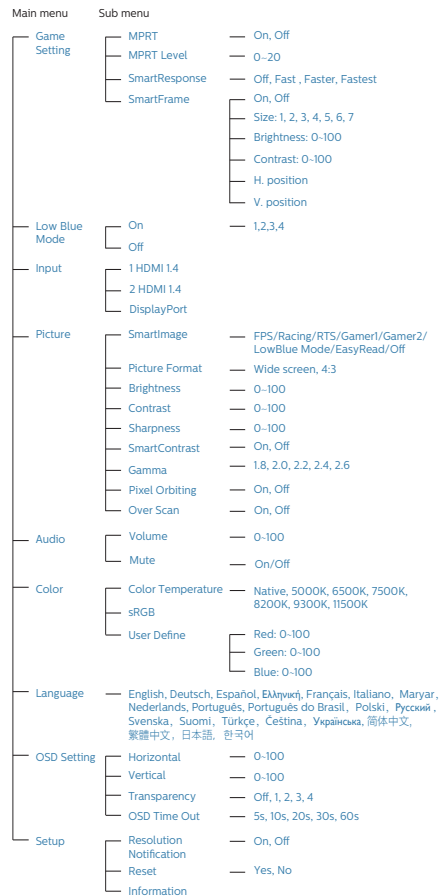 Main menu Sub menu
Game Setting MPRT On, Off
MPRT Level 0~20
SmartResponse Off, Fast , Faster, Fastest
SmartFrame On, Off
Size: 1, 2, 3, 4, 5, 6, 7
Brightness: 0~100
Contrast: 0~100
H. position
V. position
Low Blue Mode On 1,2,3,4
Off
Input 1 HDMI 1.4
2 HDMI 1.4
DisplayPort
Picture SmartImage FPS/Racing/RTS/Gamer1/Gamer2/
LowBlue Mode/EasyRead/Off
Picture Format Wide screen, 4:3
Brightness 0~100
Contrast 0~100
Sharpness 0~100
SmartContrast On, Off
Gamma 1.8, 2.0, 2.2, 2.4, 2.6
Pixel Orbiting On, Off
Over Scan On, Off
Audio Volume 0~100
Mute On/Off
Color Color Temperature Native, 5000K, 6500K, 7500K,
8200K, 9300K, 11500K
sRGB
User Define Red: 0~100
Green: 0~100
Blue: 0~100
Language English, Deutsch, Español, Ελληνική, Français, Italiano, Maryar,
Nederlands, Português, Português do Brasil, Polski, Русский ,
Svenska, Suomi, Türkçe, Čeština, Українська, 简体中文,
繁體中文, 日本語, 한국어
OSD Setting Horizontal 0~100
Vertical 0~100
Transparency Off, 1, 2, 3, 4
OSD Time Out 5s, 10s, 20s, 30s, 60s
Setup Resolution Notification On, Off
Reset Yes, No
Information